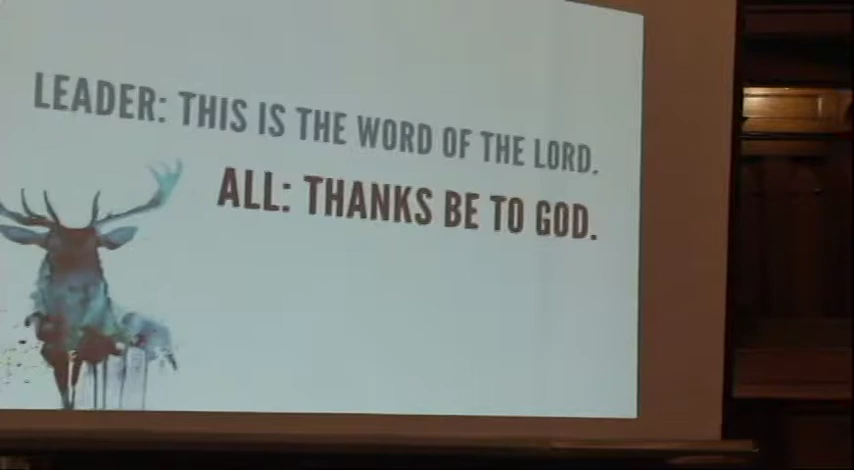 LEADER: THIS IS THE WORD OF THE LORD.
ALL: THANKS BE TO GOD.